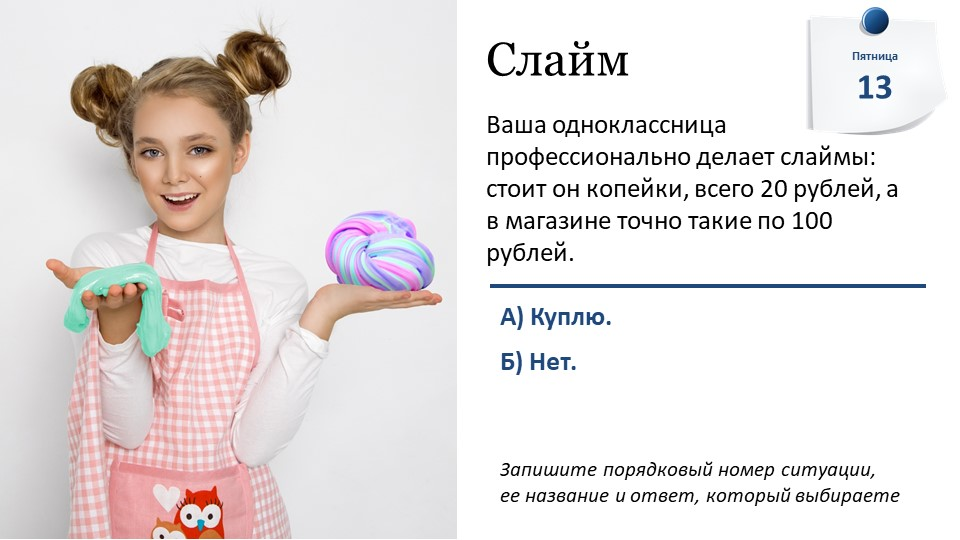 Слайм
Пятница
13
Ваша одноклассница
профессионально делает слаймы:
стоит он копейки, всего 20 рублей, а
в магазине точно такие по 100
рублей.
А) Куплю.
Б) Нет.
Запишите порядковый номер ситуации,
ее название и ответ, который выбираете